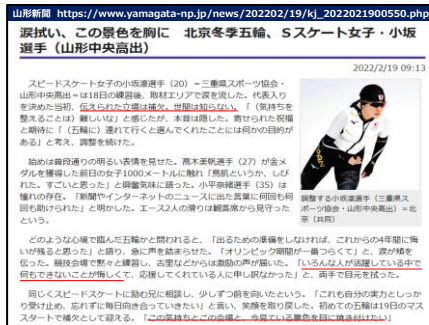 山形新聞 https://www.yamagata-np.jp/news/202202/19/kj_2022021900550.php
涙拭い、この景色を胸に 北京冬季五輪、Sスケート女子・小坂
選手(山形中央高出)
2022/2/19 09:13
スピードスケート女子の小坂凜選手(20)=三重県スポーツ協会・
山形中央高出=は18日の練習後、取材エリアで涙を流した。代表入り
を決めた当初、伝えられた立場は補欠。世間は知らない。「(気持ちを
整えることは)難しいな」と感じたが、本音は隠した。寄せられた祝福
と期待に「(五輪に)連れて行くと選んでくれたことには何かの目的が
ある」と考え、調整を続けた。
始めは普段通りの明るい表情を見せた。高木美帆選手(27)が金メ
ダルを獲得した前日の女子1000メートルに触れ「鳥肌というか、しび
れた。すごいと思った」と興奮気味に語った。小平奈緒選手(35)は
憧れの存在。「新聞やインターネットのニュースに出た言葉に何回も何
回も助けられた」と明かした。エース2人の滑りは観客席から見守った
という。
調整する小坂凜選手(三重県ス
ポーツ協会・山形中央高出)=北
京(共同)
どのような心境で臨んだ五輪かと問われると、「出るための準備をしなければ、これからの4年間に悔
いが残ると思った」と語り、急に声を詰まらせた。「オリンピック期間が一番つらくて」と、涙が頬を
伝った。競技会場で黙々と練習し、古里などからは激励の声が届いた。「いろんな人が活躍している中で
何もできないことが悔しくて、応援してくれている人に申し訳なかった」と、両手で目元を拭った。
同じくスピードスケートに励む兄に相談し、少しずつ前を向いたという。「これも自分の実力としっか
り受け止め、忘れずに毎日向き合っていきたい」と言い、笑顔を取り戻した。初めての五輪は19日のマス
スタートで補欠として迎える。「この気持ちとこの会場と、今見ている景色を目に焼き付けたい」